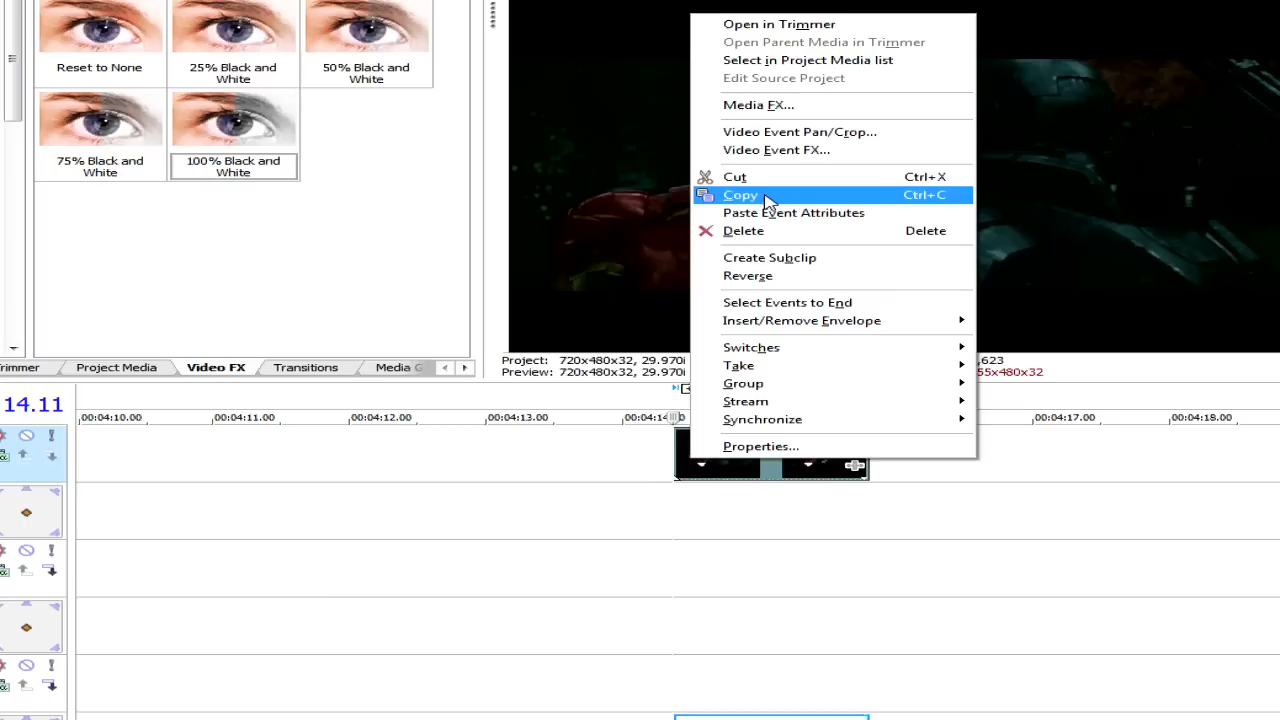 Reset to None
25% Black and
White
50% Black and
White
75% Black and
White
100% Black and
White
Open in Trimmer
Open Parent Media in Trimmer
Select in Project Media list
Edit Source Project
Media FX...
Video Event Pan/Crop...
Video Event FX...
Cut Ctrl+X
Copy Ctrl+C
Paste Event Attributes
Delete Delete
Create Subclip
Reverse
Select Events to End
Insert/Remove Envelope
Switches
Take
Group
Stream
Synchronize
Properties...
Project: 720x480x32, 29.970i
,623
Preview: 720x480x32, 29.970i
55x480x32
rimmer Project Media Video FX Transitions Media G
14.11
00:04:10.00 00:04:11.00 00:04:12.00 00:04:13.00 00:04:14 00:04:17.00 00:04:18.00